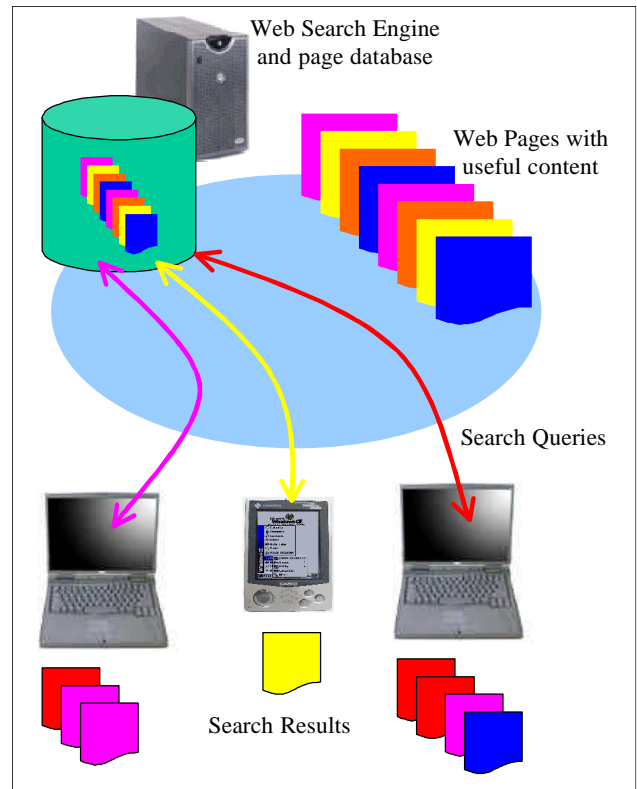 Web Search Engine
and page database
Web Pages with
useful content
Search Queries
Search Results